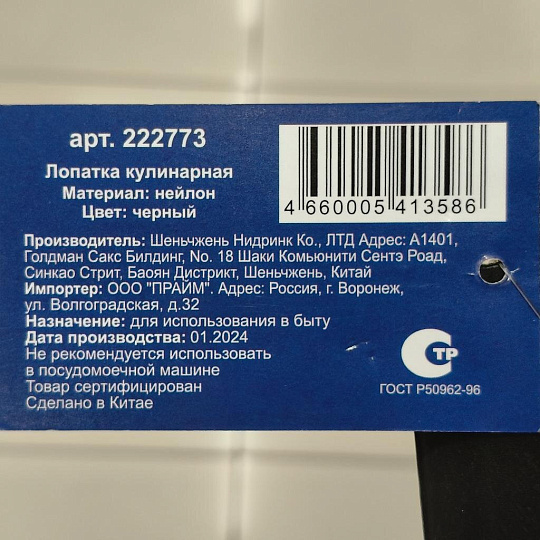 арт. 222773
Лопатка кулинарная
Материал: нейлон
Цвет: черный
4 660005 413586
Производитель: Шеньчжень Нидринк Ко., ЛТД Адрес: А1401,
Голдман Сакс Билдинг, No. 18 Шаки Комьюнити Сентэ Роад,
Синкао Стрит, Баоян Дистрикт, Шеньчжень, Китай
Импортер: ООО "ПРАЙМ". Адрес: Россия, г. Воронеж,
ул. Волгоградская, д.32
Назначение: для использования в быту
Дата производства: 01.2024
Не рекомендуется использовать
в посудомоечной машине
Товар сертифицирован
Сделано в Китае
СТР
ГОСТ Р50962-96